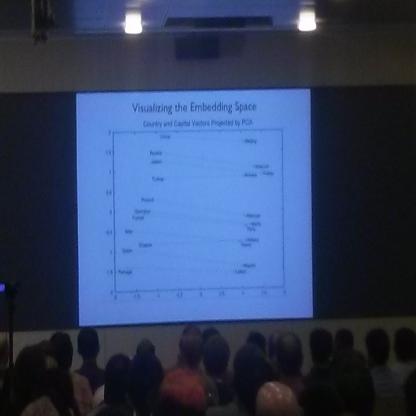 Visualizing the Embedding Space
Country and Capital Vectors Projected by PCA
China
Beijing
Russia
Japan
Moscow
Tokyo
Ankara
Turkey
Poland
Germany
France
Warsaw
Berlin
Paris
Italy
Athens
Greece
Rome
Spain
Madrid
Portugal
Lisbon